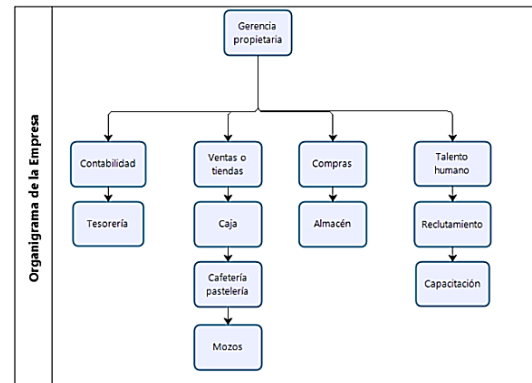 Organigrama de la Empresa
Gerencia
propietaria
Contabilidad
Ventas o
tiendas
Compras
Talento
humano
Tesorería
Caja
Almacén
Reclutamiento
Cafetería
pastelería
Capacitación
Mozos